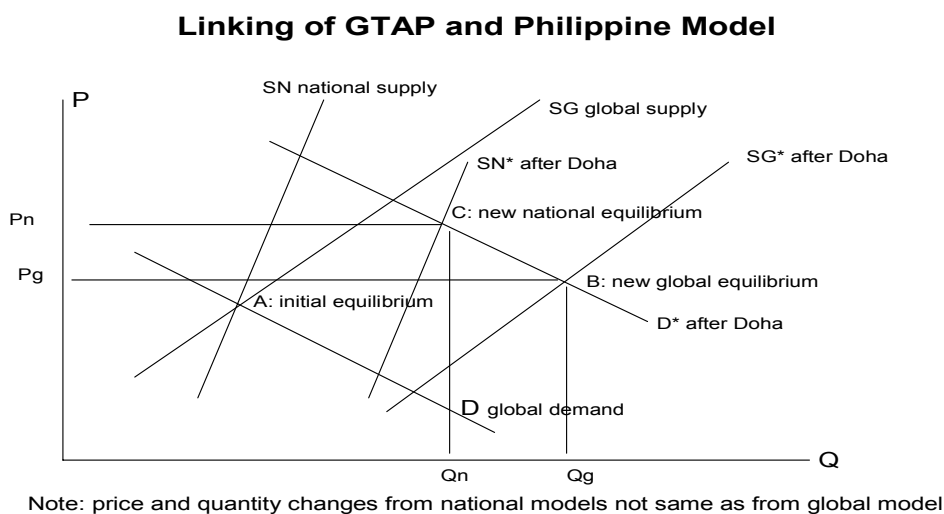 Linking of GTAP and Philippine Model
SN national supply
P
SG global supply
SN* after Doha
SG* after Doha
Pn
C: new national equilibrium
Pg
B: new global equilibrium
A: initial equilibrium
D* after Doha
D global demand
Q
Qn
Qg
Note: price and quantity changes from national models not same as from global model